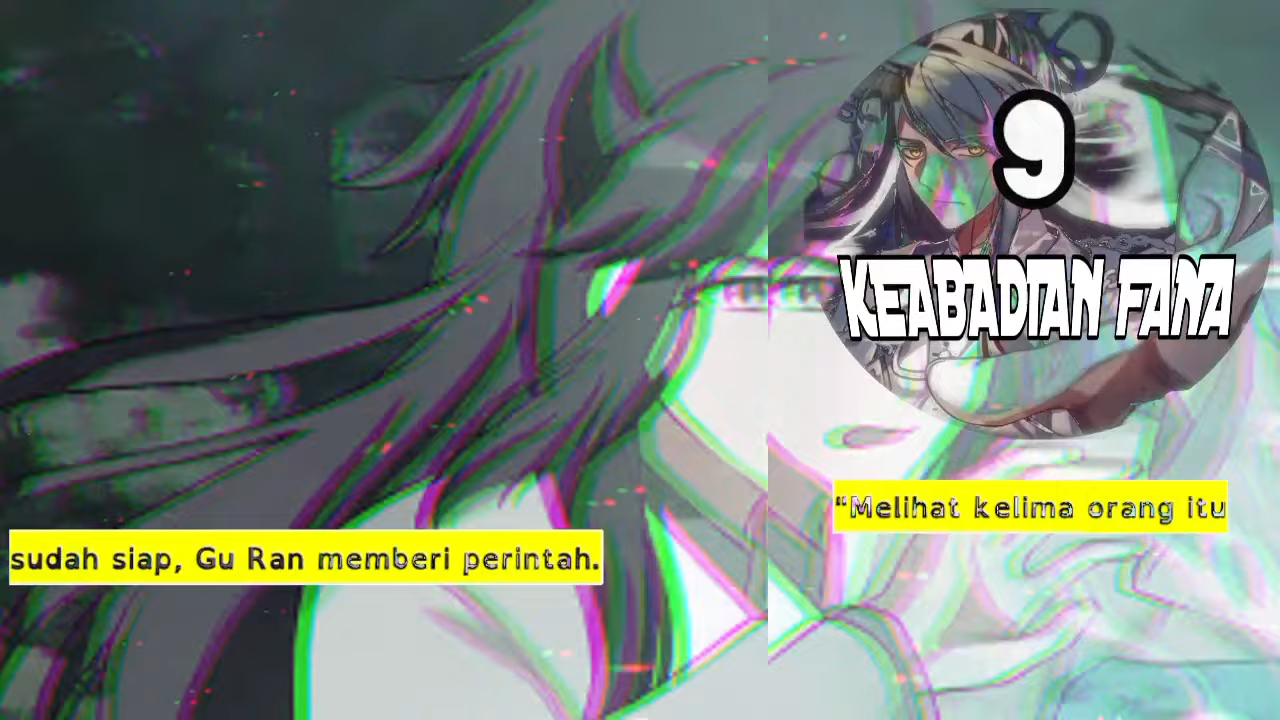 9
KEABADIAN FANA
"Melihat kelima orang itu
sudah siap, Gu Ran memberi perintah.